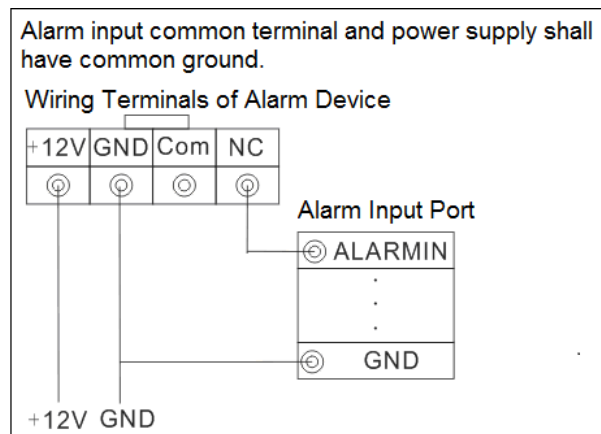 Alarm input common terminal and power supply shall
have common ground.
Wiring Terminals of Alarm Device
+12V GND Com NC
Alarm Input Port
ALARMIN
GND
+12V GND